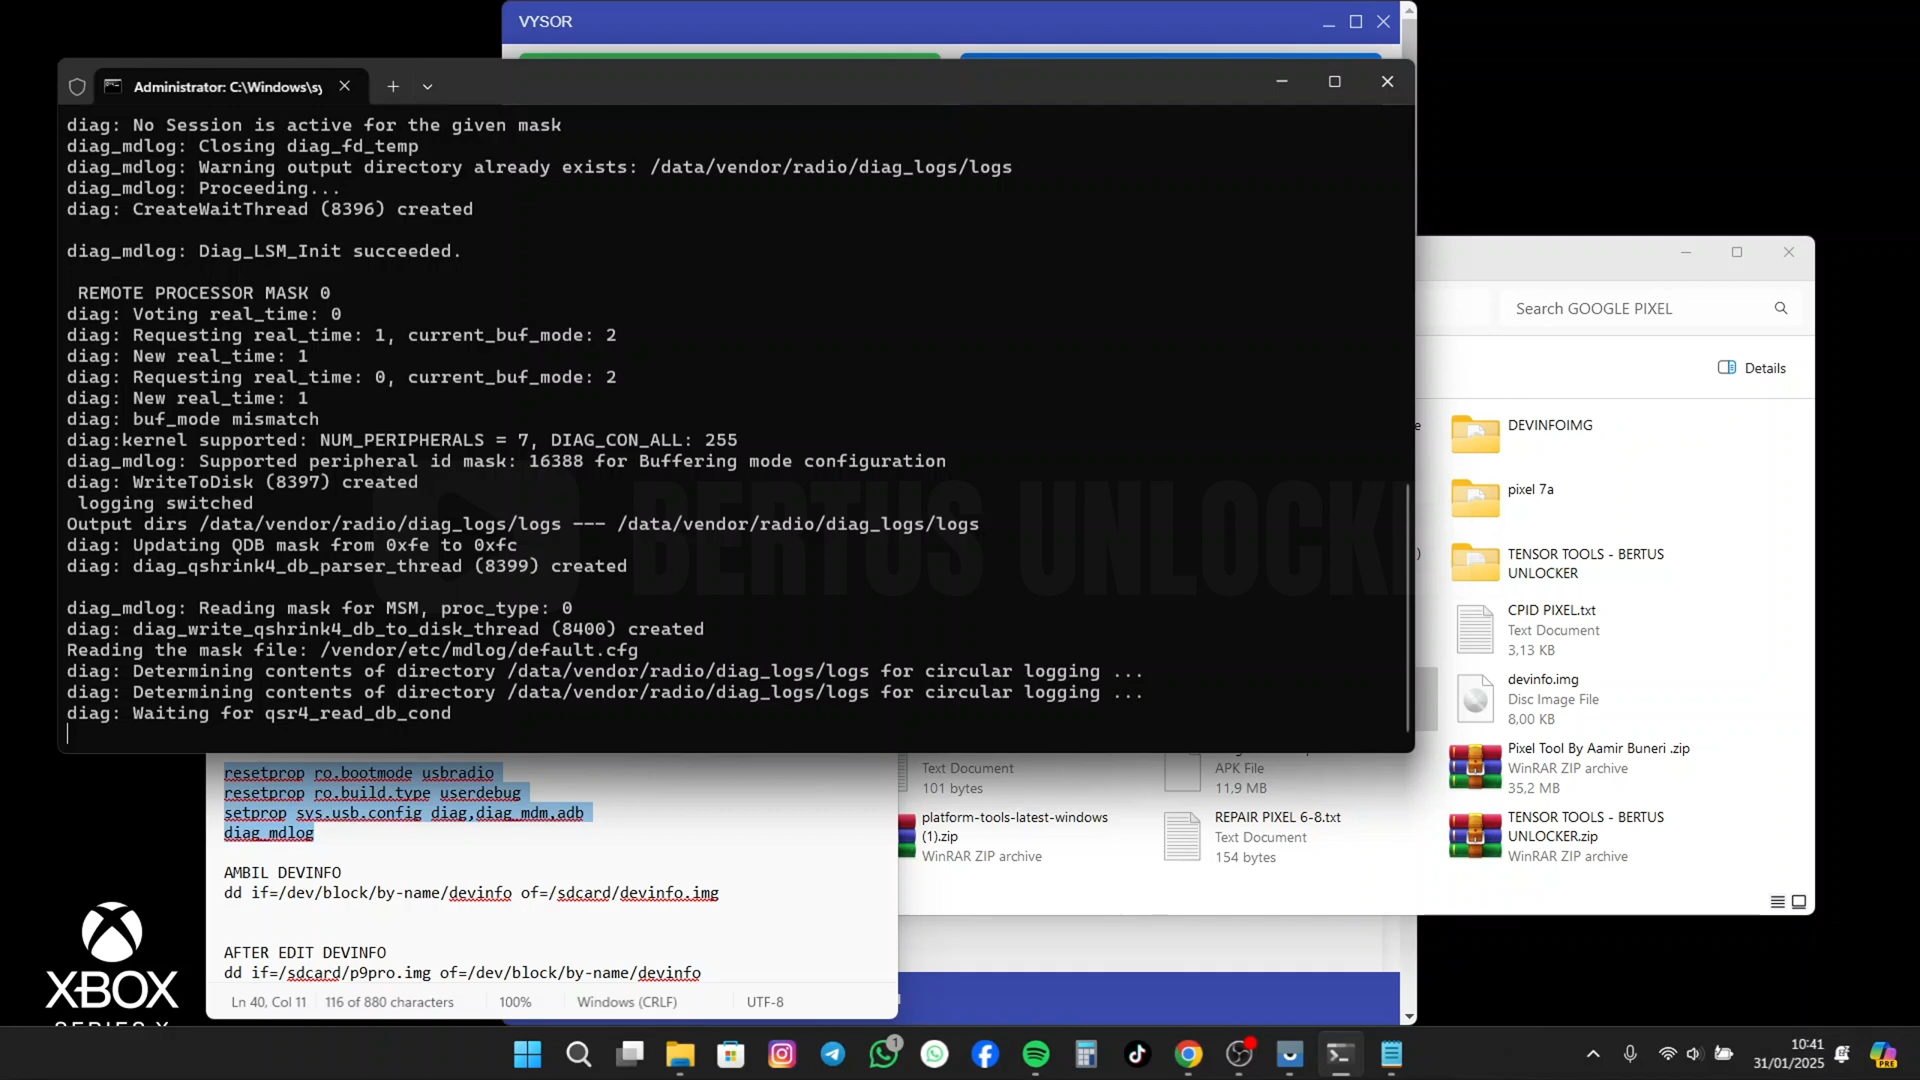 VYSOR
Administrator: C:\Windows\sy
diag: No Session is active for the given mask
diag_mdlog: Closing diag_fd_temp
diag_mdlog: Warning output directory already exists: /data/vendor/radio/diag_logs/logs
diag_mdlog: Proceeding...
diag: CreateWaitThread (8396) created
diag_mdlog: Diag_LSM_Init succeeded.
REMOTE PROCESSOR MASK 0
diag: Voting real_time: 0
diag: Requesting real_time: 1, current_buf_mode: 2
diag: New real_time: 1
diag: Requesting real_time: 0, current_buf_mode: 2
diag: New real_time: 1
diag: buf_mode mismatch
diag:kernel supported: NUM_PERIPHERALS = 7, DIAG_CON_ALL: 255
diag_mdlog: Supported peripheral id mask: 16388 for Buffering mode configuration
diag: WriteToDisk (8397) created
logging switched
Output dirs /data/vendor/radio/diag_logs/logs --- /data/vendor/radio/diag_logs/logs
diag: Updating QDB mask from 0xfe to 0xfc
diag: diag_qshrink4_db_parser_thread (8399) created
diag_mdlog: Reading mask for MSM, proc_type: 0
diag: diag_write_qshrink4_db_to_disk_thread (8400) created
Reading the mask file: /vendor/etc/mdlog/default.cfg
diag: Determining contents of directory /data/vendor/radio/diag_logs/logs for circular logging ...
diag: Determining contents of directory /data/vendor/radio/diag_logs/logs for circular logging ...
diag: Waiting for qsr4_read_db_cond
BERTUS UNLOCK
resetprop ro.bootmode usbradio
resetprop ro.build.type userdebug
setprop sys.usb.config diag,diag_mdm,adb
diag_mdlog
AMBIL DEVINFO
dd if=/dev/block/by-name/devinfo of=/sdcard/devinfo.img
AFTER EDIT DEVINFO
dd if=/sdcard/p9pro.img of=/dev/block/by-name/devinfo
Ln 40, Col 11
116 of 880 characters
100%
Windows (CRLF)
UTF-8
Search GOOGLE PIXEL
Details
DEVINFOIMG
pixel 7a
TENSOR TOOLS - BERTUS
UNLOCKER
CPID PIXEL.txt
Text Document
3,13 KB
devinfo.img
Disc Image File
8,00 KB
Pixel Tool By Aamir Buneri .zip
WinRAR ZIP archive
35,2 MB
TENSOR TOOLS - BERTUS
UNLOCKER.zip
WinRAR ZIP archive
Text Document
101 bytes
APK File
11,9 MB
platform-tools-latest-windows
(1).zip
WinRAR ZIP archive
REPAIR PIXEL 6-8.txt
Text Document
154 bytes
XBOX
SERIES X
1
10:41
31/01/2025
PRE